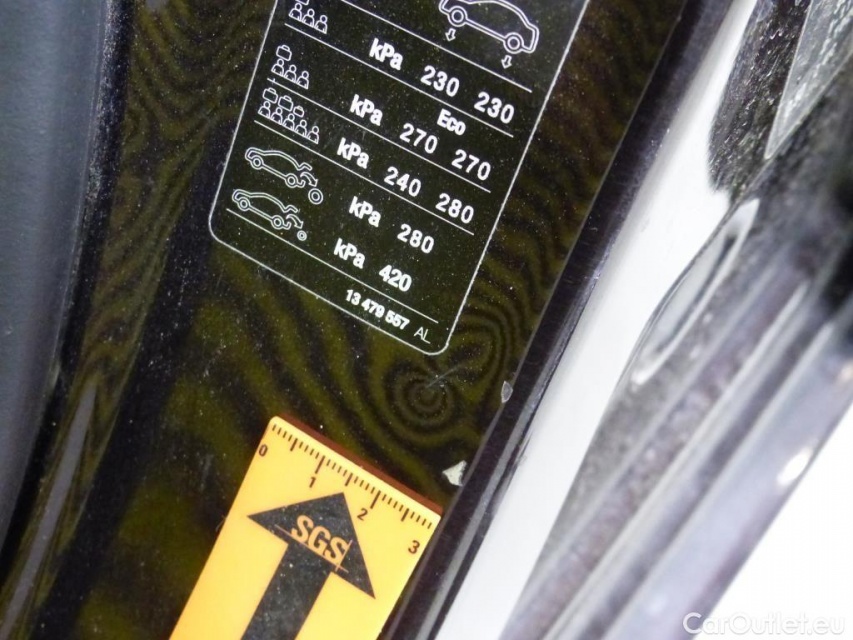 kPa 230 230
Eco
kPa 270 270
kPa 240 280
kPa 280
kPa 420
13 479 557 AL
0 1 2 3
SGS
CarOutlet.eu